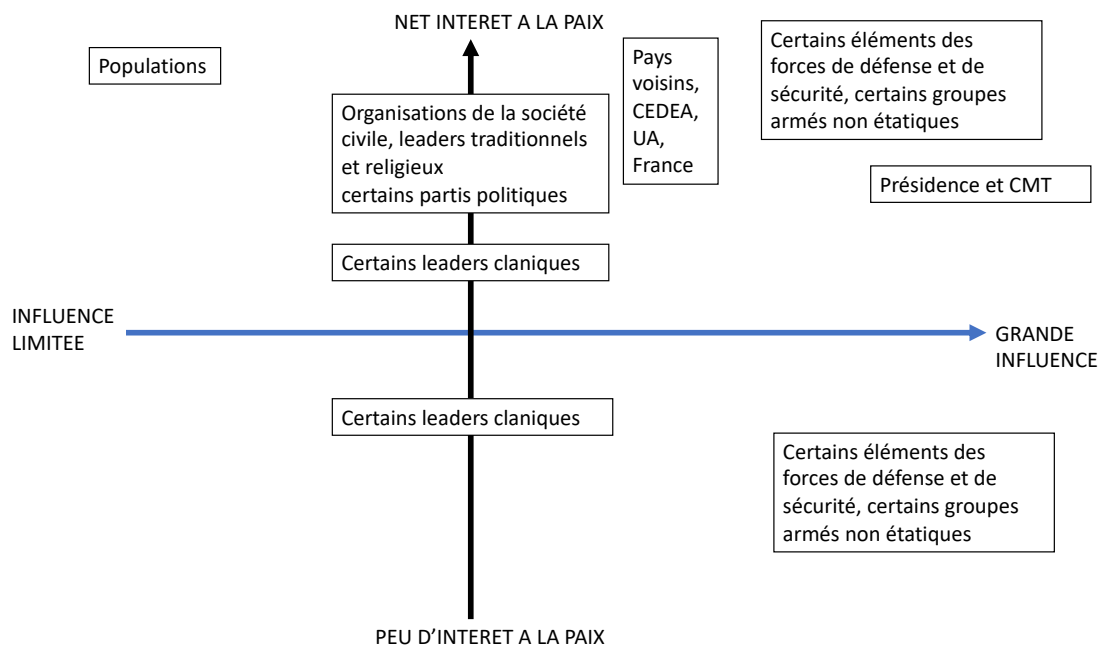 NET INTERET A LA PAIX
Populations
Organisations de la société
civile, leaders traditionnels
et religieux
certains partis politiques
Pays
voisins,
CEDEA,
UA,
France
Certains éléments des
forces de défense et de
sécurité, certains groupes
armés non étatiques
Présidence et CMT
Certains leaders claniques
INFLUENCE
LIMITEE
GRANDE
INFLUENCE
Certains leaders claniques
Certains éléments des
forces de défense et de
sécurité, certains groupes
armés non étatiques
PEU D'INTERET A LA PAIX